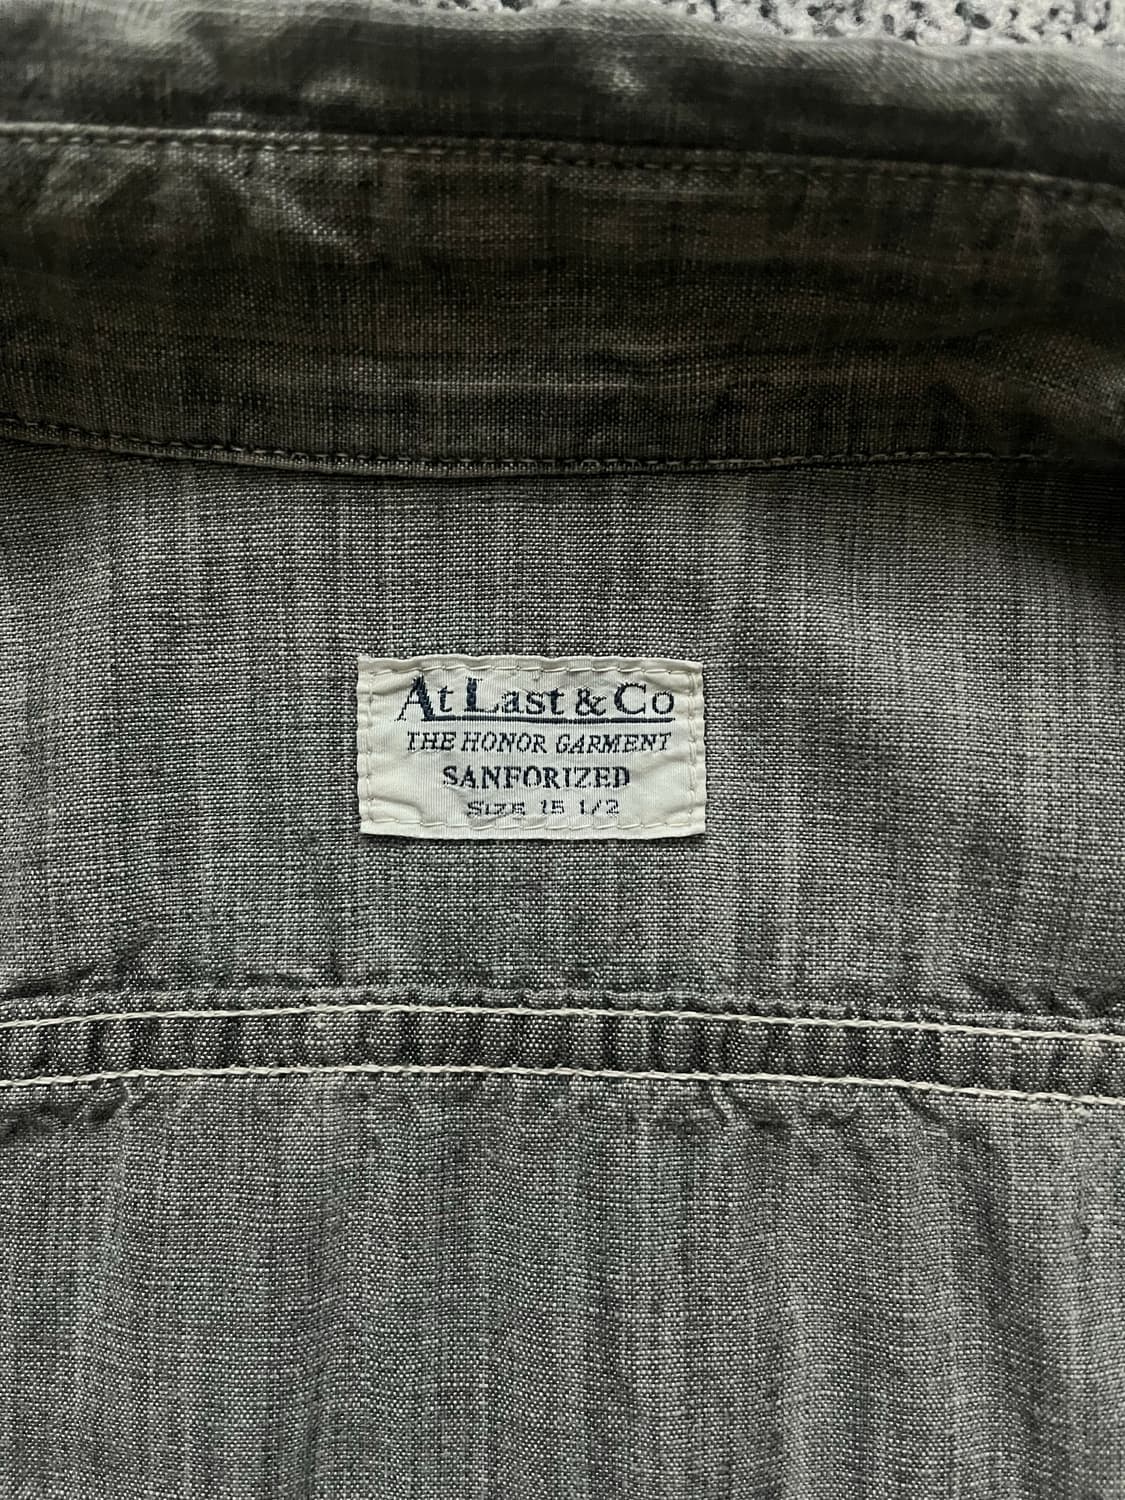 At Last & Co
THE HONOR GARMENT
SANFORIZED
SIZE 15 1/2